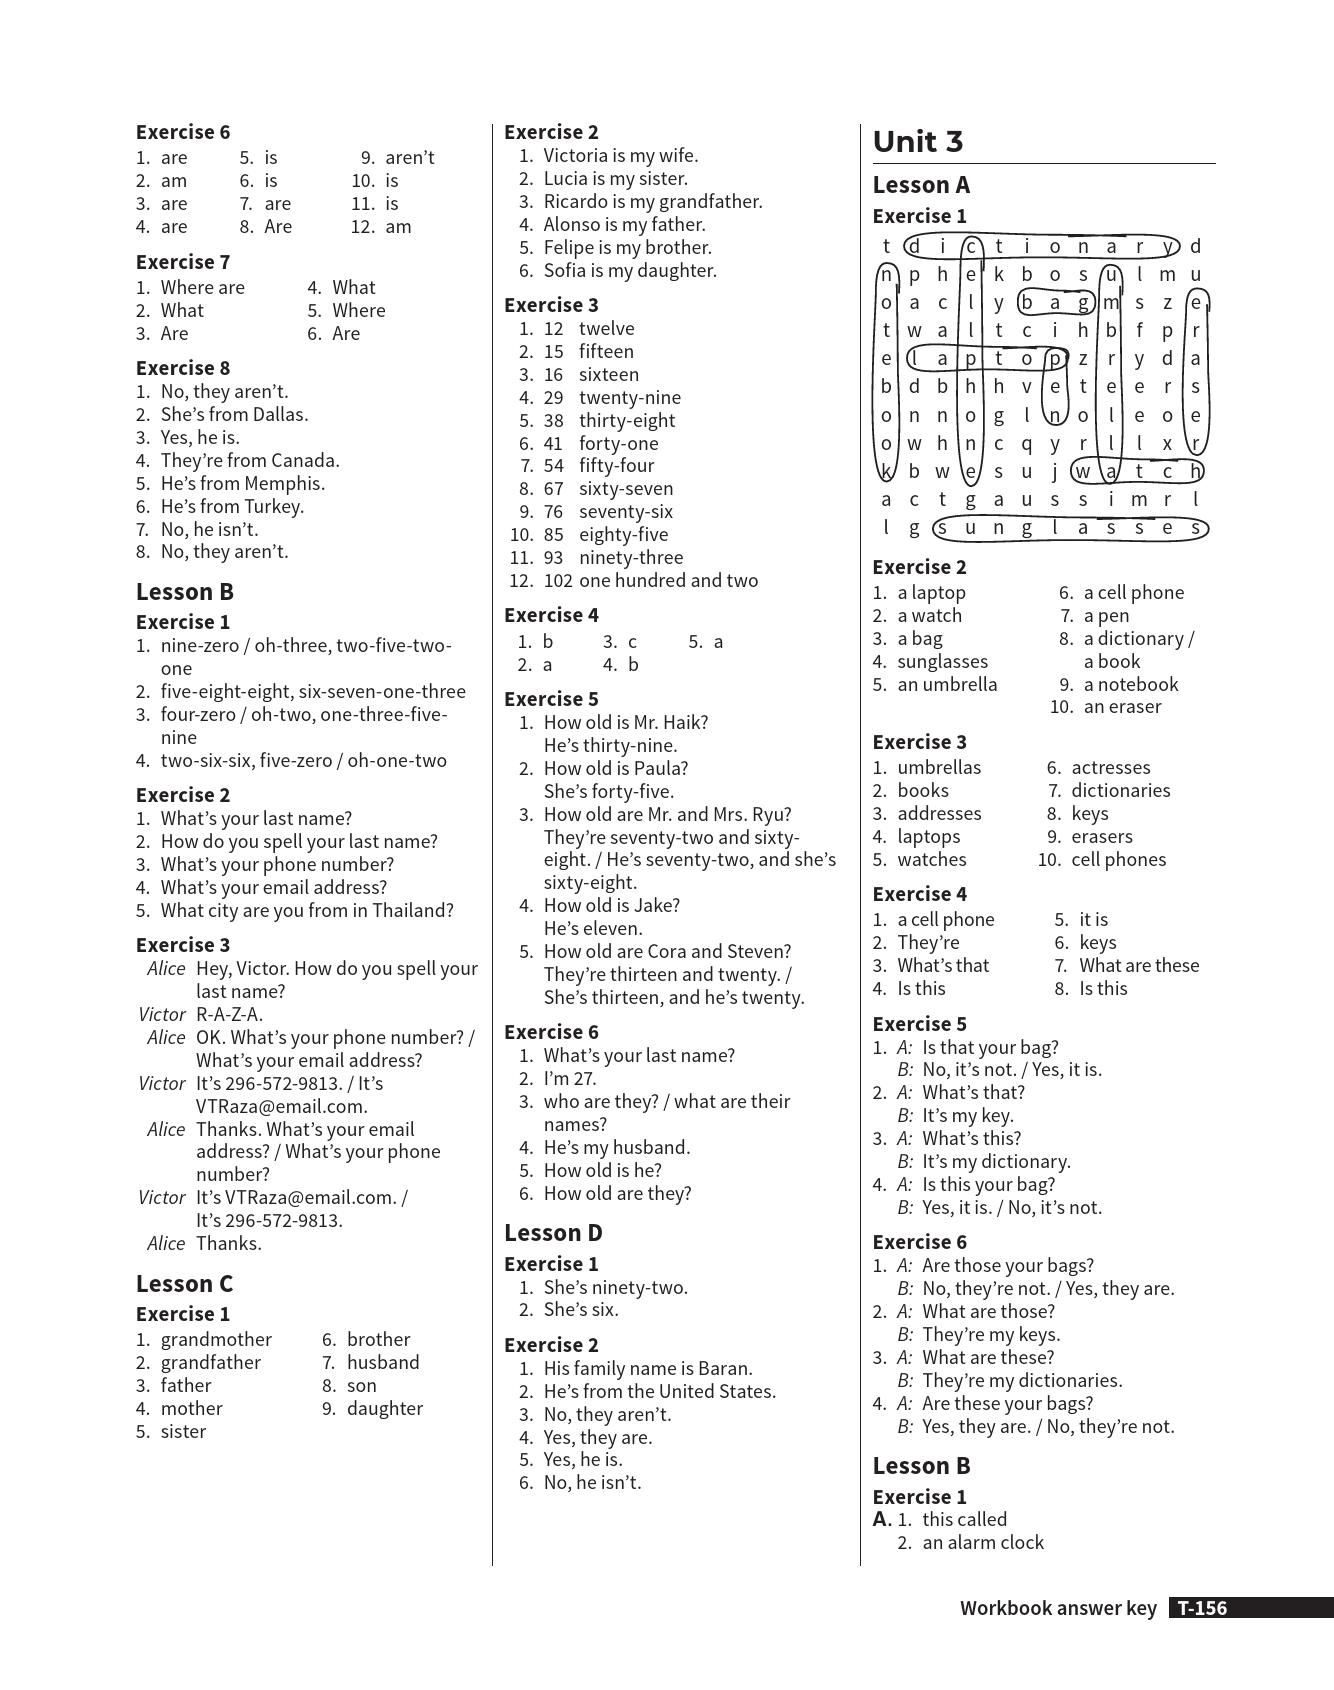 Exercise 6
1. are 5. is 9. aren’t
2. am 6. is 10. is
3. are 7. are 11. is
4. are 8. Are 12. am
Exercise 7
1. Where are 4. What
2. What 5. Where
3. Are 6. Are
Exercise 8
1. No, they aren’t.
2. She’s from Dallas.
3. Yes, he is.
4. They’re from Canada.
5. He’s from Memphis.
6. He’s from Turkey.
7. No, he isn’t.
8. No, they aren’t.
Lesson B
Exercise 1
1. nine-zero / oh-three, two-five-two-
one
2. five-eight-eight, six-seven-one-three
3. four-zero / oh-two, one-three-five-
nine
4. two-six-six, five-zero / oh-one-two
Exercise 2
1. What’s your last name?
2. How do you spell your last name?
3. What’s your phone number?
4. What’s your email address?
5. What city are you from in Thailand?
Exercise 3
Alice Hey, Victor. How do you spell your
last name?
Victor R-A-Z-A.
Alice OK. What’s your phone number? /
What’s your email address?
Victor It’s 296-572-9813. / It’s
VTRaza@email.com.
Alice Thanks. What’s your email
address? / What’s your phone
number?
Victor It’s VTRaza@email.com. /
It’s 296-572-9813.
Alice Thanks.
Lesson C
Exercise 1
1. grandmother 6. brother
2. grandfather 7. husband
3. father 8. son
4. mother 9. daughter
5. sister
Exercise 2
1. Victoria is my wife.
2. Lucia is my sister.
3. Ricardo is my grandfather.
4. Alonso is my father.
5. Felipe is my brother.
6. Sofia is my daughter.
Exercise 3
1. 12 twelve
2. 15 fifteen
3. 16 sixteen
4. 29 twenty-nine
5. 38 thirty-eight
6. 41 forty-one
7. 54 fifty-four
8. 67 sixty-seven
9. 76 seventy-six
10. 85 eighty-five
11. 93 ninety-three
12. 102 one hundred and two
Exercise 4
1. b 3. c 5. a
2. a 4. b
Exercise 5
1. How old is Mr. Haik?
He’s thirty-nine.
2. How old is Paula?
She’s forty-five.
3. How old are Mr. and Mrs. Ryu?
They’re seventy-two and sixty-
eight. / He’s seventy-two, and she’s
sixty-eight.
4. How old is Jake?
He’s eleven.
5. How old are Cora and Steven?
They’re thirteen and twenty. /
She’s thirteen, and he’s twenty.
Exercise 6
1. What’s your last name?
2. I’m 27.
3. who are they? / what are their
names?
4. He’s my husband.
5. How old is he?
6. How old are they?
Lesson D
Exercise 1
1. She’s ninety-two.
2. She’s six.
Exercise 2
1. His family name is Baran.
2. He’s from the United States.
3. No, they aren’t.
4. Yes, they are.
5. Yes, he is.
6. No, he isn’t.
Unit 3
Lesson A
Exercise 1
t d i c t i o n a r y d
n p h e k b o s u l m u
o a c l y b a g m s z e
t w a l t c i h b f p r
e l a p t o p z r y d a
b d b h h v e t e e r s
o n n o g l n o l e o e
o w h n c q y r l l x r
k b w e s u j w a t c h
a c t g a u s s i m r l
l g s u n g l a s s e s
Exercise 2
1. a laptop 6. a cell phone
2. a watch 7. a pen
3. a bag 8. a dictionary /
4. sunglasses a book
5. an umbrella 9. a notebook
10. an eraser
Exercise 3
1. umbrellas 6. actresses
2. books 7. dictionaries
3. addresses 8. keys
4. laptops 9. erasers
5. watches 10. cell phones
Exercise 4
1. a cell phone 5. it is
2. They’re 6. keys
3. What’s that 7. What are these
4. Is this 8. Is this
Exercise 5
1. A: Is that your bag?
B: No, it’s not. / Yes, it is.
2. A: What’s that?
B: It’s my key.
3. A: What’s this?
B: It’s my dictionary.
4. A: Is this your bag?
B: Yes, it is. / No, it’s not.
Exercise 6
1. A: Are those your bags?
B: No, they’re not. / Yes, they are.
2. A: What are those?
B: They’re my keys.
3. A: What are these?
B: They’re my dictionaries.
4. A: Are these your bags?
B: Yes, they are. / No, they’re not.
Lesson B
Exercise 1
A. 1. this called
2. an alarm clock
Workbook answer key T-156